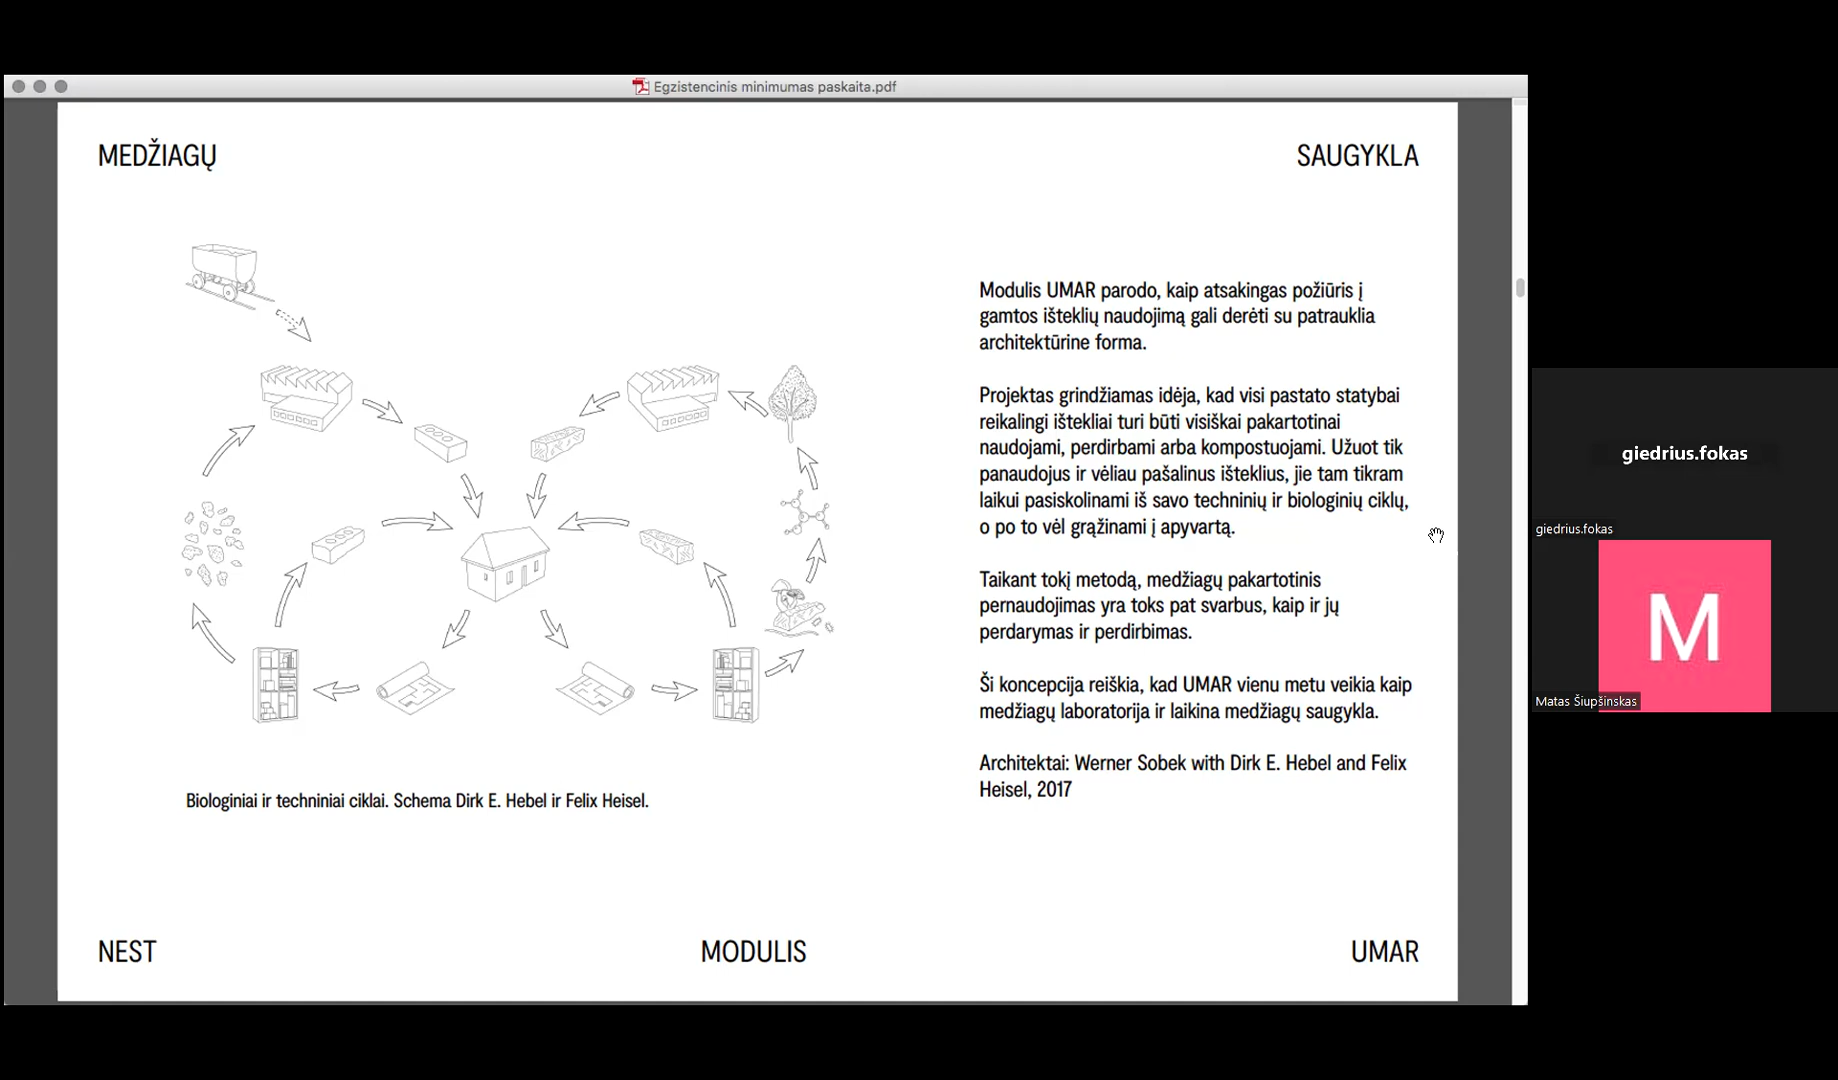 Egzistencinis minimumas paskaita.pdf
MEDŽIAGŲ
SAUGYKLA
Modulis UMAR parodo, kaip atsakingas požiūris į
gamtos išteklių naudojimą gali derėti su patrauklia
architektūrine forma.
Projektas grindžiamas idėja, kad visi pastato statybai
reikalingi ištekliai turi būti visiškai pakartotinai
naudojami, perdirbami arba kompostuojami. Užuot tik
panaudojus ir vėliau pašalinus išteklius, jie tam tikram
laikui pasiskolinami iš savo techninių ir biologinių ciklų,
o po to vėl grąžinami į apyvartą.
Taikant tokį metodą, medžiagų pakartotinis
pernaudojimas yra toks pat svarbus, kaip ir jų
perdarymas ir perdirbimas.
Ši koncepcija reiškia, kad UMAR vienu metu veikia kaip
medžiagų laboratorija ir laikina medžiagų saugykla.
Architektai: Werner Sobek with Dirk E. Hebel and Felix
Heisel, 2017
Biologiniai ir techniniai ciklai. Schema Dirk E. Hebel ir Felix Heisel.
NEST
MODULIS
UMAR
giedrius.fokas
giedrius.fokas
M
Matas Šiupšinskas